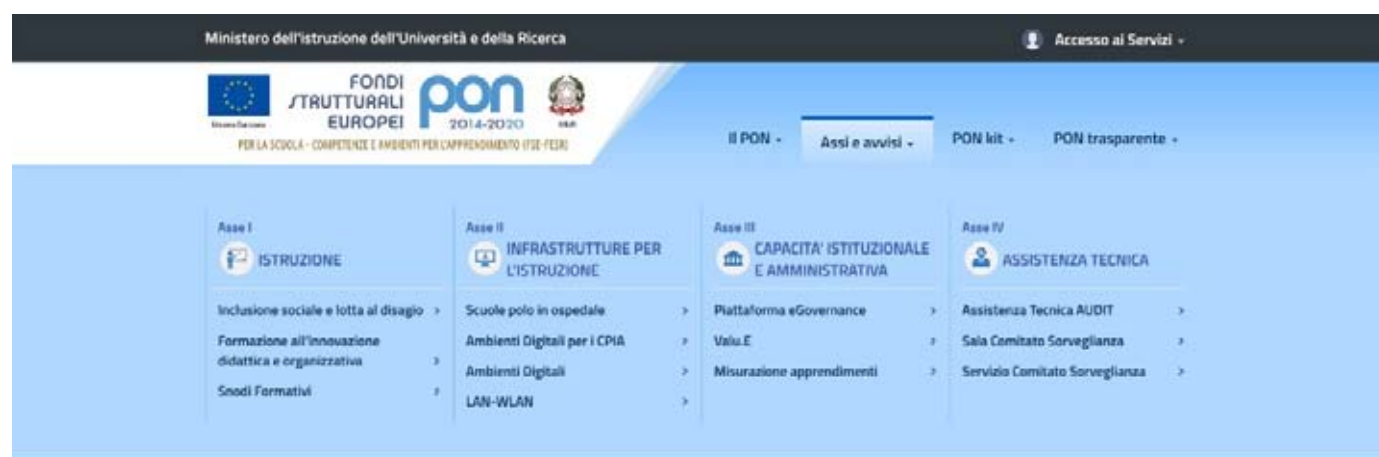 Ministero dell'istruzione dell'Università e della Ricerca
Accesso ai Servizi
FONDI
STRUTTURALI
EUROPEI
pon
2014-2020
Unione Europea
MIUR
PER LA SCUOLA - COMPETENZE E AMBIENTI PER L'APPRENDIMENTO (FSE-FESR)
Il PON
Assi e avvisi
PON kit
PON trasparente
Asse I
ISTRUZIONE
Inclusione sociale e lotta al disagio
Formazione all'innovazione
didattica e organizzativa
Snodi Formativi
Asse II
INFRASTRUTTURE PER
L'ISTRUZIONE
Scuole polo in ospedale
Ambienti Digitali per i CPIA
Ambienti Digitali
LAN-WLAN
Asse III
CAPACITA' ISTITUZIONALE
E AMMINISTRATIVA
Piattaforma eGovernance
Valu.E
Misurazione apprendimenti
Asse IV
ASSISTENZA TECNICA
Assistenza Tecnica AUDIT
Sala Comitato Sorveglianza
Servizio Comitato Sorveglianza